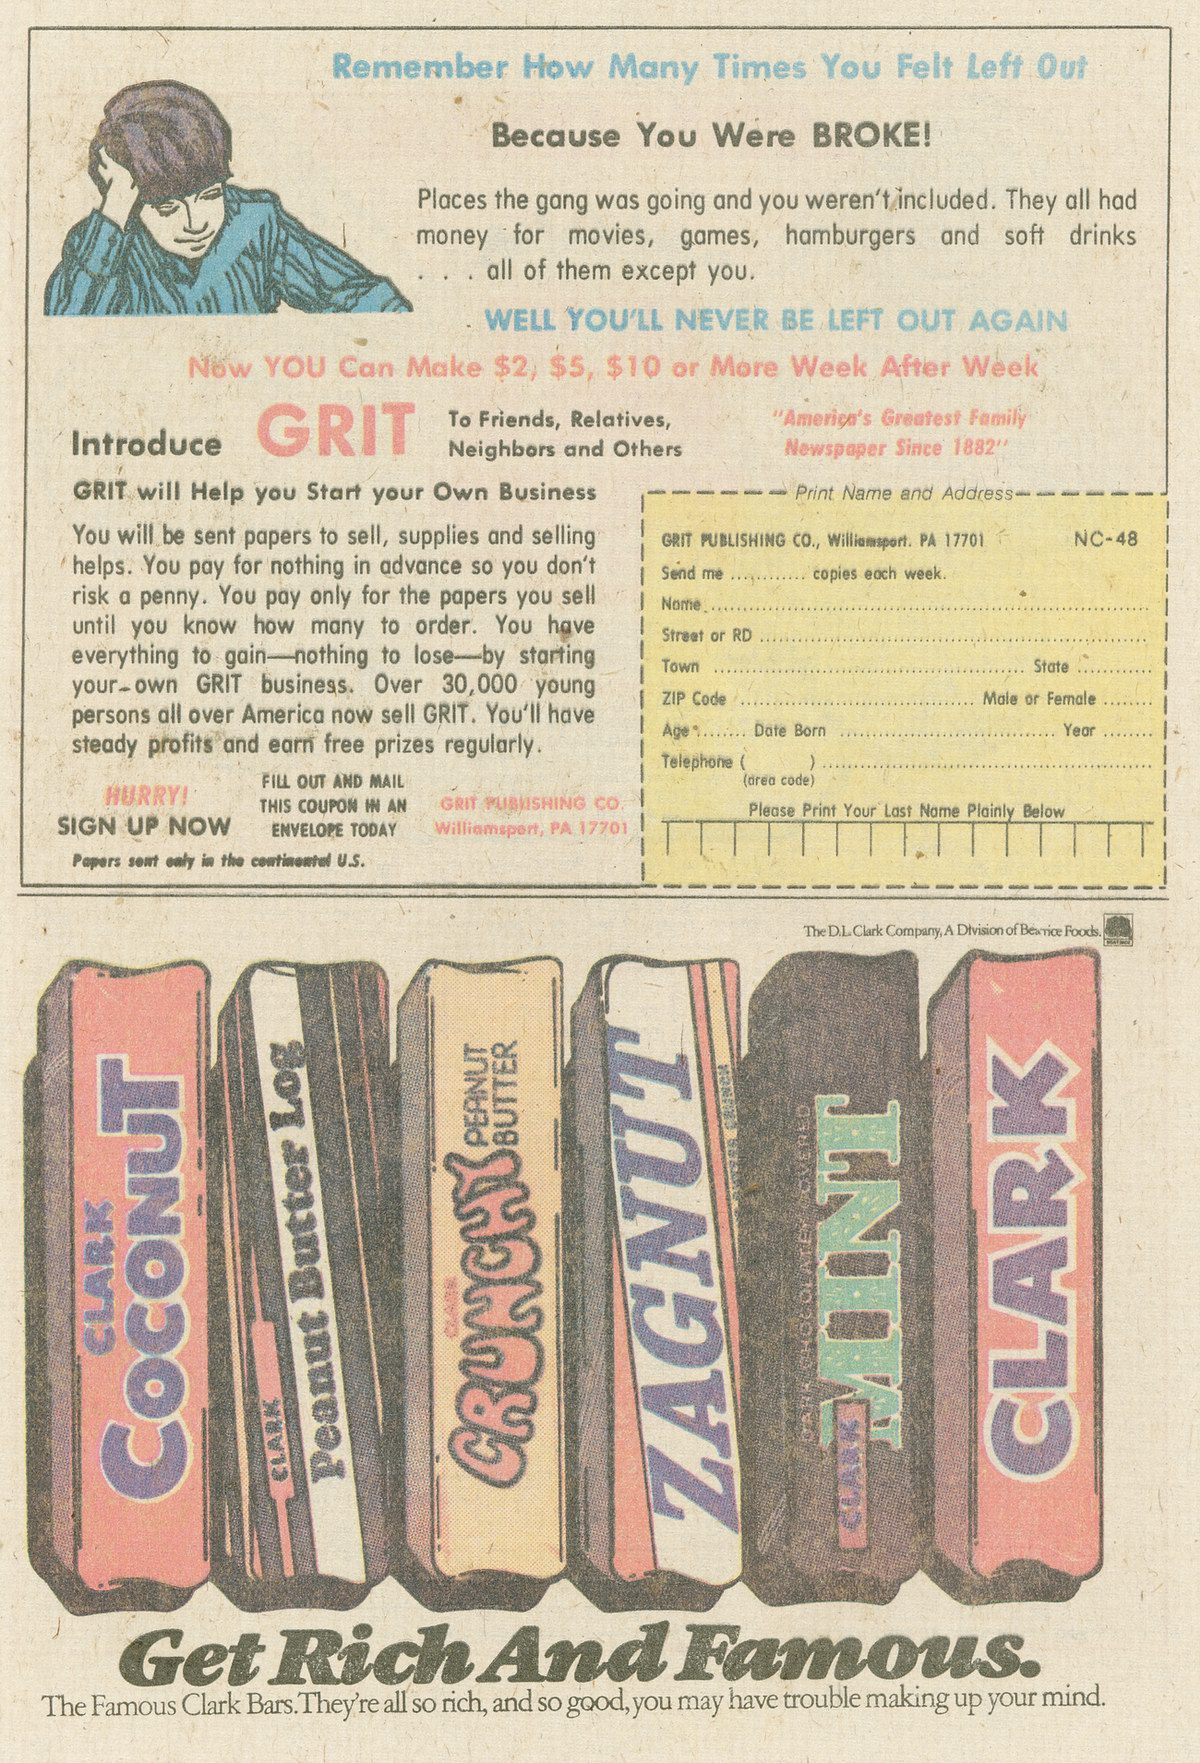 Remember How Many Times You Felt Left Out
Because You Were BROKE!
Places the gang was going and you weren't included. They all had
money for movies, games, hamburgers and soft drinks
. . . all of them except you.
WELL YOU'LL NEVER BE LEFT OUT AGAIN
Now YOU Can Make $2, $5, $10 or More Week After Week
Introduce GRIT
To Friends, Relatives,
Neighbors and Others
"America's Greatest Family
Newspaper Since 1882"
GRIT will Help you Start your Own Business
You will be sent papers to sell, supplies and selling
helps. You pay for nothing in advance so you don't
risk a penny. You pay only for the papers you sell
until you know how many to order. You have
everything to gain—nothing to lose—by starting
your own GRIT business. Over 30,000 young
persons all over America now sell GRIT. You'll have
steady profits and earn free prizes regularly.
HURRY!
SIGN UP NOW
FILL OUT AND MAIL
THIS COUPON IN AN
ENVELOPE TODAY
GRIT PUBLISHING CO.
Williamsport, PA 17701
Papers sent only in the continental U.S.
Print Name and Address
GRIT PUBLISHING CO., Williamsport, PA 17701 NC-48
Send me ............ copies each week.
Name
Street or RD
Town State
ZIP Code Male or Female
Age Date Born Year
Telephone ( )
(area code)
Please Print Your Last Name Plainly Below
The D.L. Clark Company, A Division of Beatrice Foods.
CLARK
COCONUT
CLARK
Peanut Butter Log
CLARK
CRUNCHY
PEANUT
BUTTER
ZAGNUT
CRUNCH
CHOCOLATEY COVERED
MINT
CLARK
CLARK
Get Rich And Famous.
The Famous Clark Bars. They're all so rich, and so good, you may have trouble making up your mind.